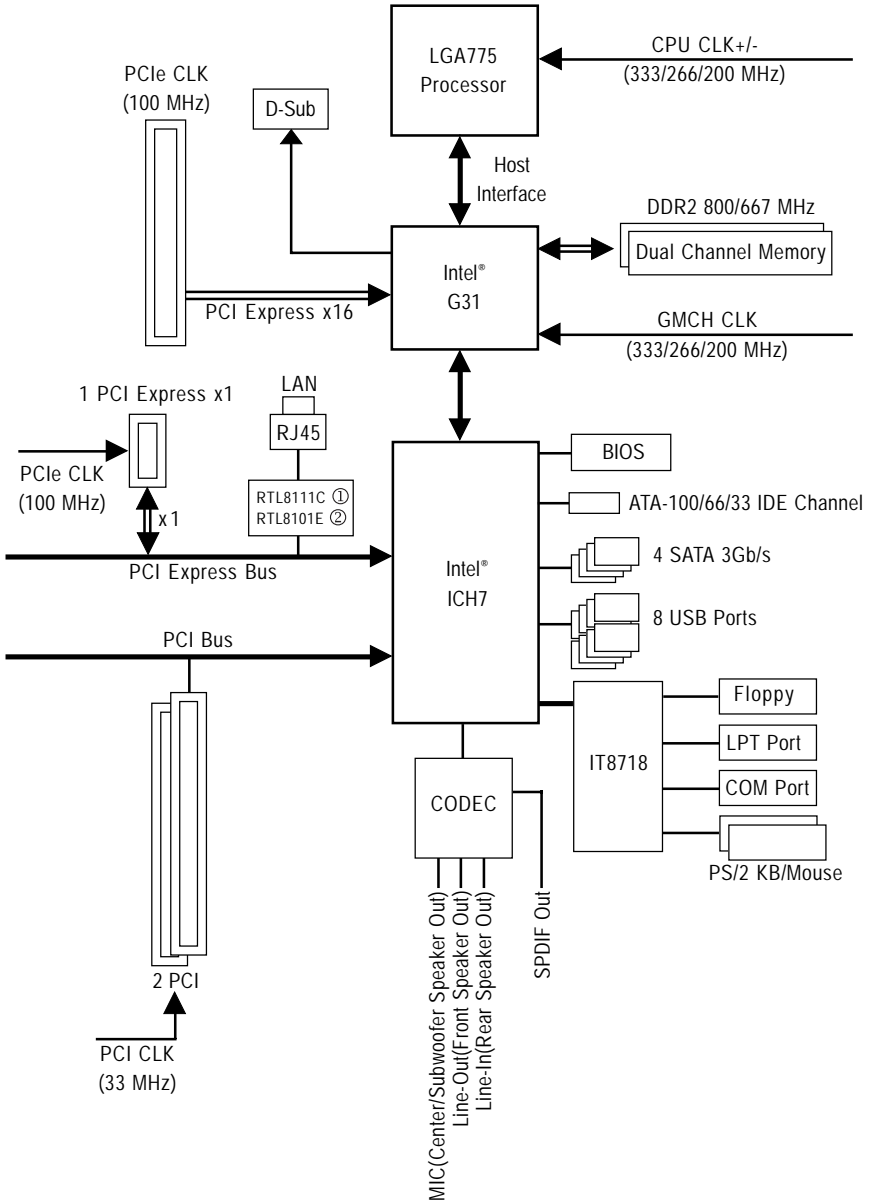 LGA775
Processor
CPU CLK+/-
(333/266/200 MHz)
PCIe CLK
(100 MHz)
D-Sub
Host
Interface
DDR2 800/667 MHz
Dual Channel Memory
Intel®
G31
PCI Express x16
GMCH CLK
(333/266/200 MHz)
1 PCI Express x1
LAN
RJ45
PCIe CLK
(100 MHz)
RTL8111C ①
RTL8101E ②
x1
PCI Express Bus
BIOS
ATA-100/66/33 IDE Channel
Intel®
ICH7
4 SATA 3Gb/s
8 USB Ports
PCI Bus
IT8718
Floppy
LPT Port
COM Port
PS/2 KB/Mouse
CODEC
MIC(Center/Subwoofer Speaker Out)
Line-Out(Front Speaker Out)
Line-In(Rear Speaker Out)
SPDIF Out
2 PCI
PCI CLK
(33 MHz)